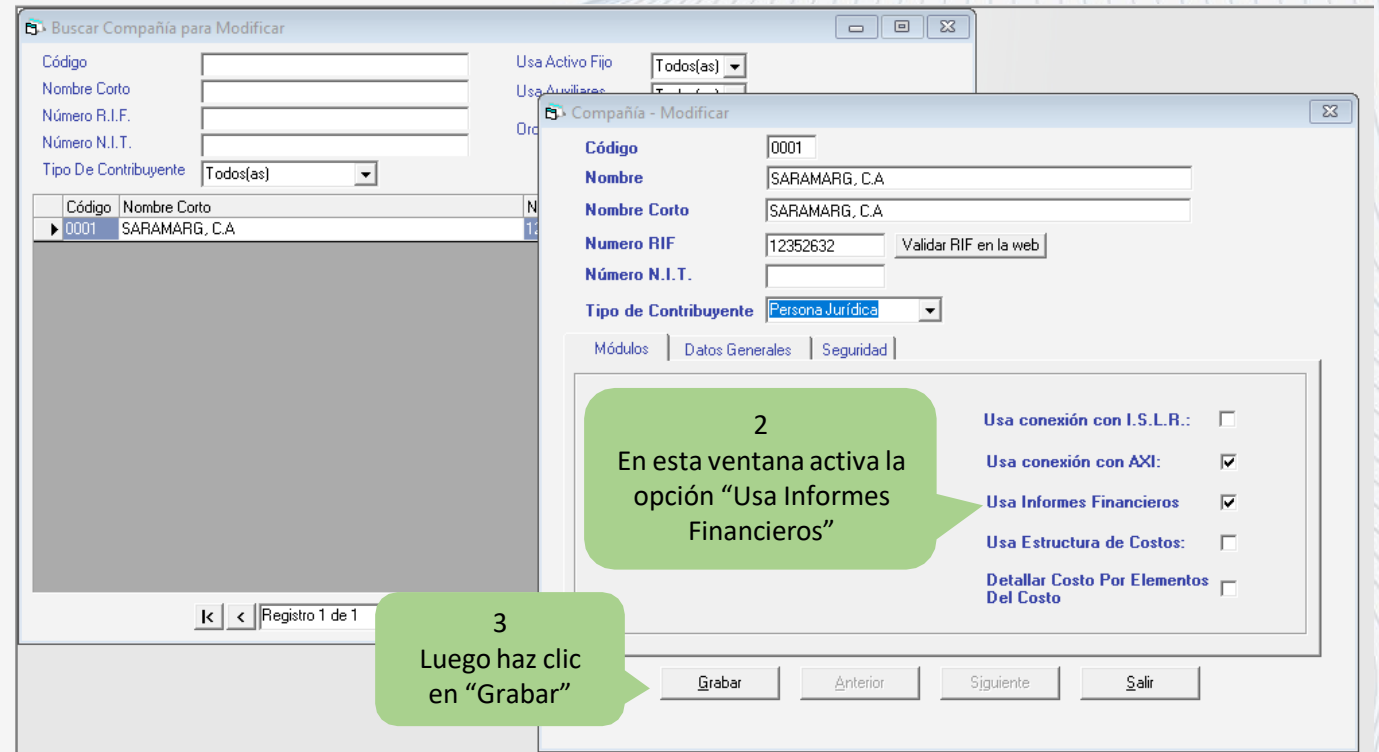 Buscar Compañía para Modificar
Código
Usa Activo Fijo
Todos(as)
Nombre Corto
Usa Auxiliares
Número R.I.F.
Número N.I.T.
Tipo De Contribuyente
Todos(as)
Código Nombre Corto
0001 SARAMARG, C.A
Registro 1 de 1
Compañía - Modificar
Código 0001
Nombre SARAMARG, C.A
Nombre Corto SARAMARG, C.A
Numero RIF 12352632 Validar RIF en la web
Número N.I.T.
Tipo de Contribuyente Persona Jurídica
Módulos Datos Generales Seguridad
2
En esta ventana activa la
opción “Usa Informes
Financieros”
Usa conexión con I.S.L.R.:
Usa conexión con AXI:
Usa Informes Financieros
Usa Estructura de Costos:
Detallar Costo Por Elementos
Del Costo
3
Luego haz clic
en “Grabar”
Grabar Anterior Siguiente Salir